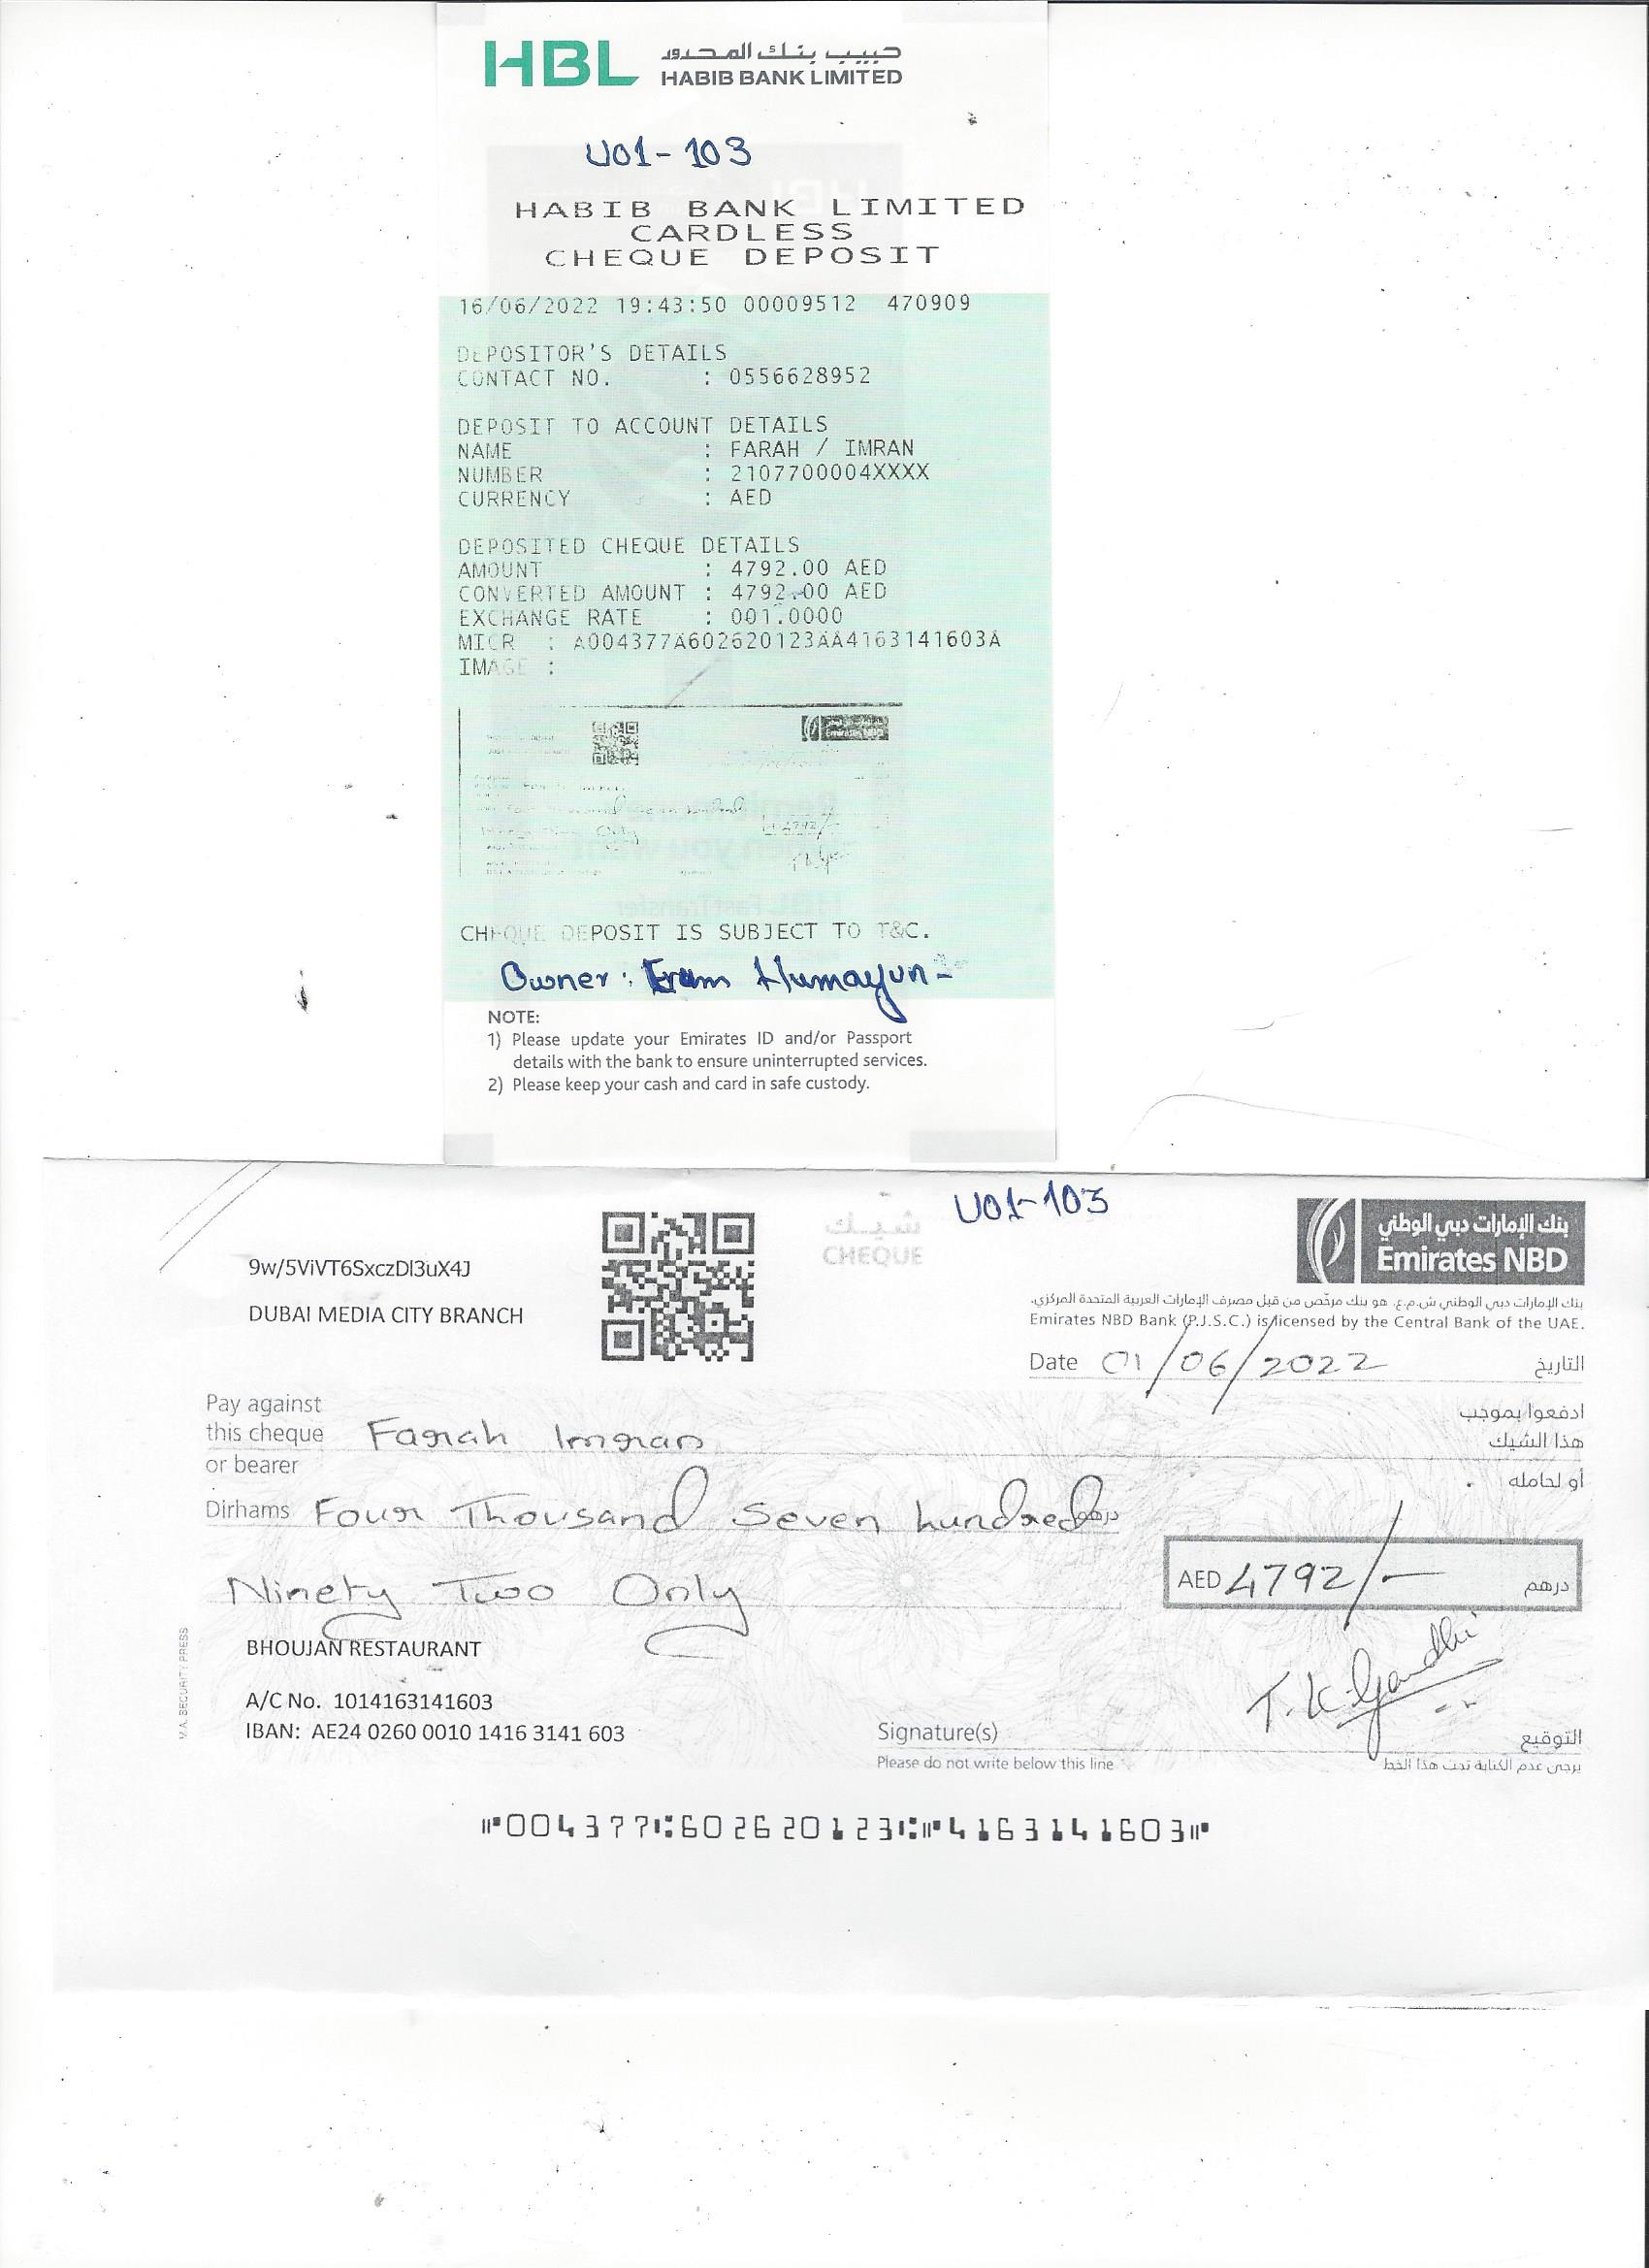 HBL حبيب بنك المحدود
HABIB BANK LIMITED
U01-103
HABIB BANK LIMITED
CARDLESS
CHEQUE DEPOSIT
16/06/2022 19:43:50 00009512 470909
DEPOSITOR'S DETAILS
CONTACT NO. : 0556628952
DEPOSIT TO ACCOUNT DETAILS
NAME : FARAH / IMRAN
NUMBER : 2107700004XXXX
CURRENCY : AED
DEPOSITED CHEQUE DETAILS
AMOUNT : 4792.00 AED
CONVERTED AMOUNT : 4792.00 AED
EXCHANGE RATE : 001.0000
MICR : A004377A602620123AA4163141603A
IMAGE :
Emirates NBD
Only 4792/-
CHEQUE DEPOSIT IS SUBJECT TO T&C.
Owner: Eram Humayun-
NOTE:
1) Please update your Emirates ID and/or Passport
details with the bank to ensure uninterrupted services.
2) Please keep your cash and card in safe custody.
U01-103
شيك
CHEQUE
بنك الإمارات دبي الوطني
Emirates NBD
9w/5ViVT6SxczDl3uX4J
DUBAI MEDIA CITY BRANCH
بنك الإمارات دبي الوطني ش.م.ع. هو بنك مرخّص من قبل مصرف الإمارات العربية المتحدة المركزي.
Emirates NBD Bank (P.J.S.C.) is licensed by the Central Bank of the UAE.
Date 01/06/2022 التاريخ
Pay against ادفعوا بموجب
this cheque Farah Imran هذا الشيك
or bearer أو لحامله
Dirhams Four Thousand Seven hundred درهم
Ninety Two Only AED 4792/- درهم
BHOUJAN RESTAURANT
A/C No. 1014163141603
IBAN: AE24 0260 0010 1416 3141 603
T.K.Gandhi
Signature(s) التوقيع
Please do not write below this line يرجى عدم الكتابة تحت هذا الخط
M.A. SECURITY PRESS
⑈004377⑆602620123⑆⑈4163141603⑈